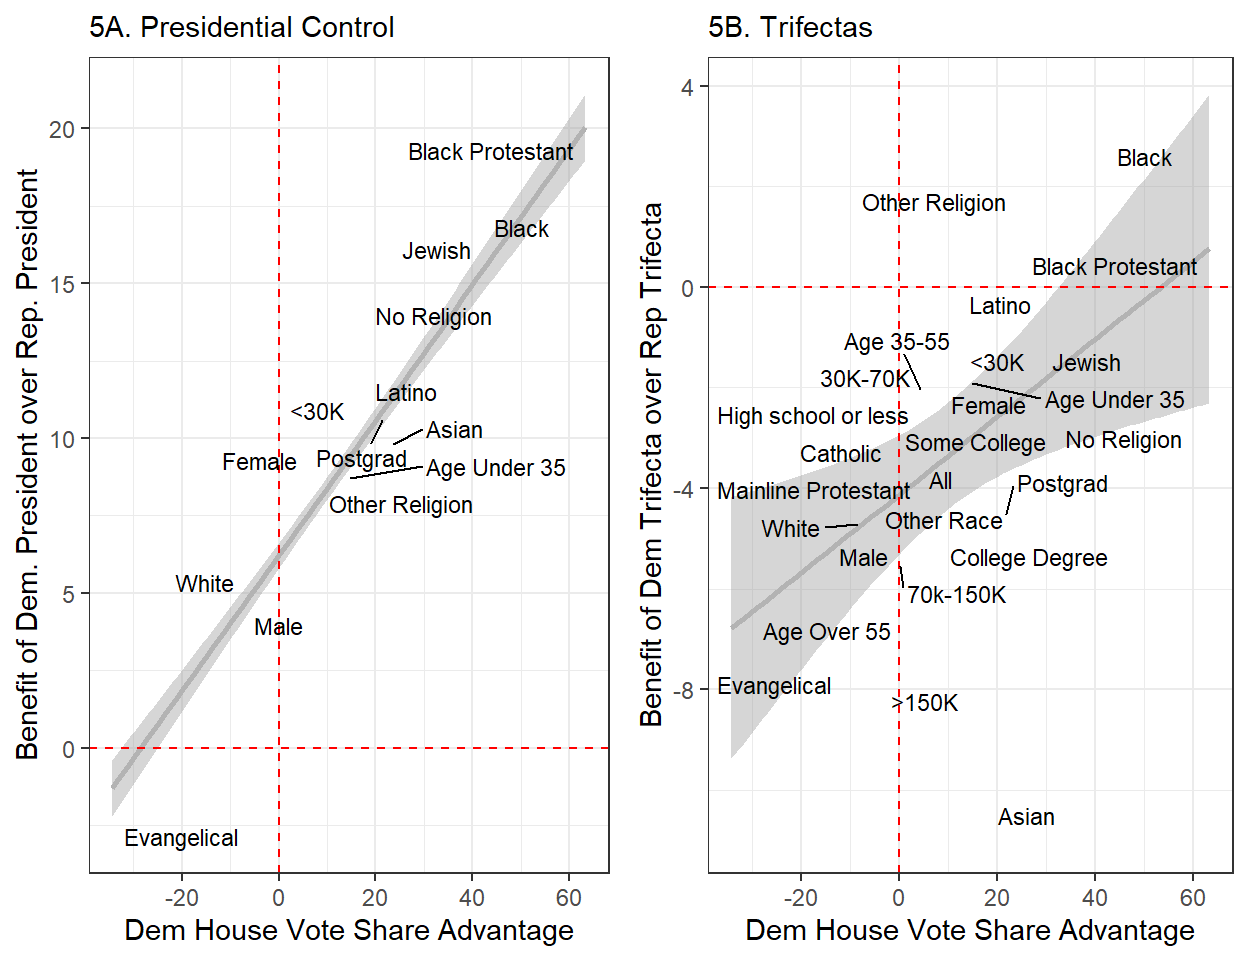 5A. Presidential Control
Benefit of Dem. President over Rep. President
20
15
10
5
0
Black Protestant
Black
Jewish
No Religion
Latino
<30K
Asian
Female
Postgrad
Age Under 35
Other Religion
White
Male
Evangelical
-20
0
20
40
60
Dem House Vote Share Advantage
5B. Trifectas
Benefit of Dem Trifecta over Rep Trifecta
4
0
-4
-8
Black
Other Religion
Black Protestant
Latino
Age 35-55
<30K
Jewish
30K-70K
Age Under 35
Female
High school or less
Some College
No Religion
Catholic
All
Postgrad
Mainline Protestant
Other Race
White
Male
College Degree
70k-150K
Age Over 55
Evangelical
>150K
Asian
-20
0
20
40
60
Dem House Vote Share Advantage